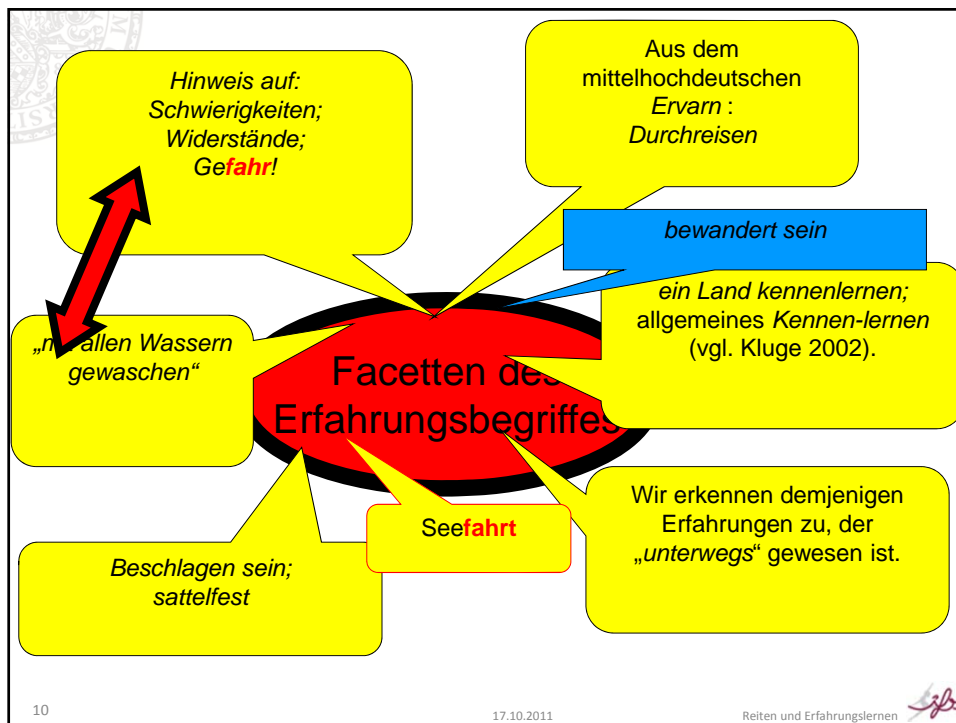 Hinweis auf:
Schwierigkeiten;
Widerstände;
Gefahr!
Aus dem
mittelhochdeutschen
Ervarn :
Durchreisen
bewandert sein
ein Land kennenlernen;
allgemeines Kennen-lernen
(vgl. Kluge 2002).
allen Wassern
gewaschen“
Facetten des
Erfahrungsbegriffes
Wir erkennen demjenigen
Erfahrungen zu, der
„unterwegs“ gewesen ist.
Seefahrt
Beschlagen sein;
sattelfest
10
17.10.2011
Reiten und Erfahrungslernen